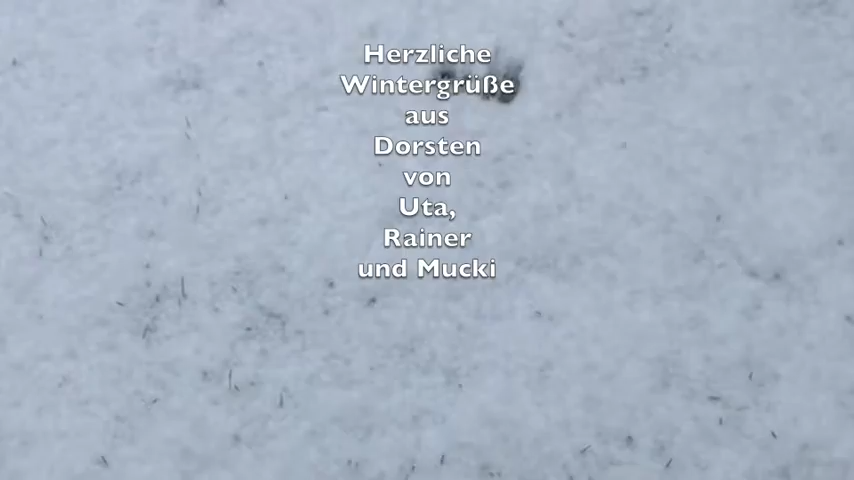 Herzliche
Wintergrüße
aus
Dorsten
von
Uta,
Rainer
und Mucki